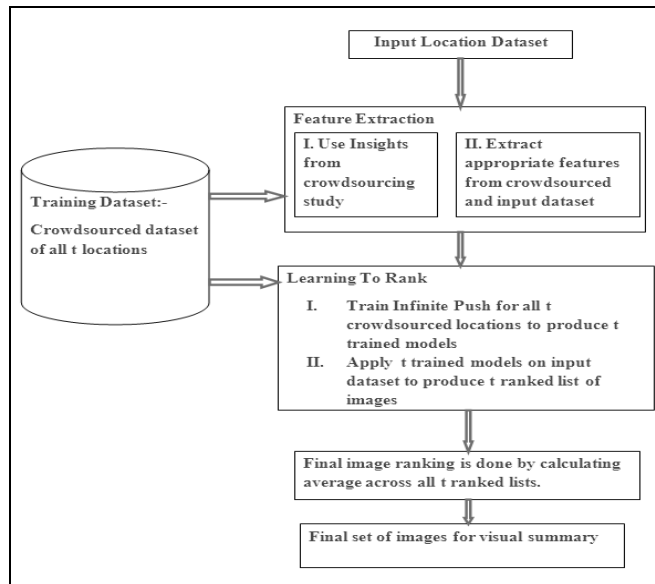 Input Location Dataset
Feature Extraction
I. Use Insights
from
crowdsourcing
study
II. Extract
appropriate features
from crowdsourced
and input dataset
Training Dataset:-
Crowdsourced dataset
of all t locations
Learning To Rank
I. Train Infinite Push for all t
crowdsourced locations to produce t
trained models
II. Apply t trained models on input
dataset to produce t ranked list of
images
Final image ranking is done by calculating
average across all t ranked lists.
Final set of images for visual summary